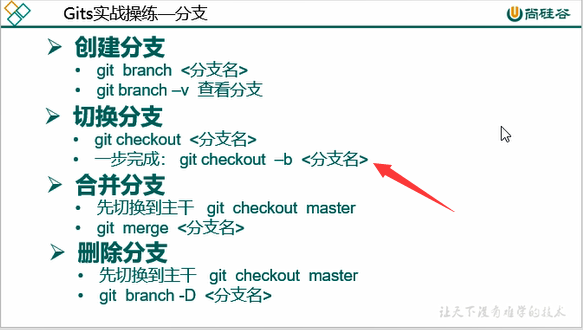 Gits实战操练—分支
尚硅谷
➢ 创建分支
• git branch <分支名>
• git branch –v 查看分支
➢ 切换分支
• git checkout <分支名>
• 一步完成： git checkout –b <分支名>
➢ 合并分支
• 先切换到主干 git checkout master
• git merge <分支名>
➢ 删除分支
• 先切换到主干 git checkout master
• git branch -D <分支名>
让天下没有难学的技术